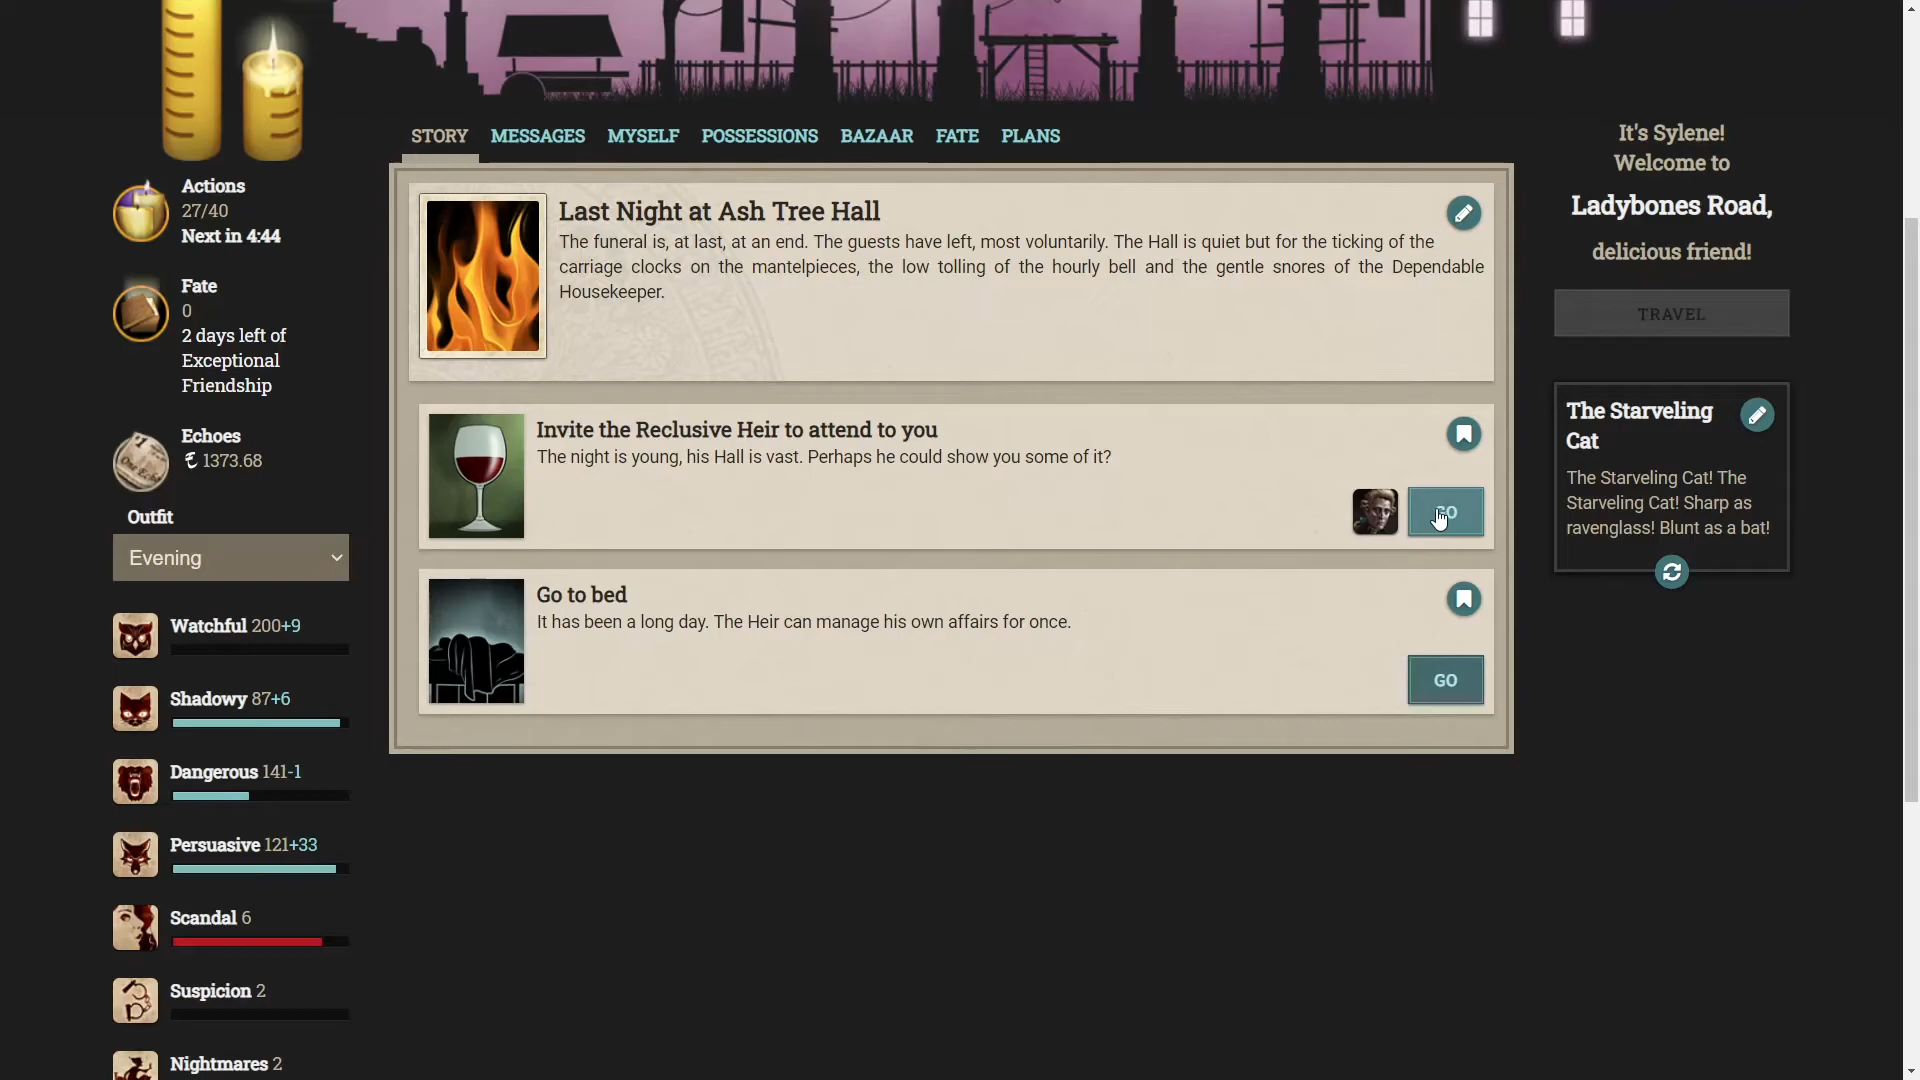 STORY MESSAGES MYSELF POSSESSIONS BAZAAR FATE PLANS
Actions
27/40
Next in 4:44
Fate
0
2 days left of
Exceptional
Friendship
Echoes
1373.68
Outfit
Evening
Watchful 200+9
Shadowy 87+6
Dangerous 141-1
Persuasive 121+33
Scandal 6
Suspicion 2
Nightmares 2
Last Night at Ash Tree Hall
The funeral is, at last, at an end. The guests have left, most voluntarily. The Hall is quiet but for the ticking of the
carriage clocks on the mantelpieces, the low tolling of the hourly bell and the gentle snores of the Dependable
Housekeeper.
Invite the Reclusive Heir to attend to you
The night is young, his Hall is vast. Perhaps he could show you some of it?
GO
Go to bed
It has been a long day. The Heir can manage his own affairs for once.
GO
It's Sylene!
Welcome to
Ladybones Road,
delicious friend!
TRAVEL
The Starveling
Cat
The Starveling Cat! The
Starveling Cat! Sharp as
ravenglass! Blunt as a bat!